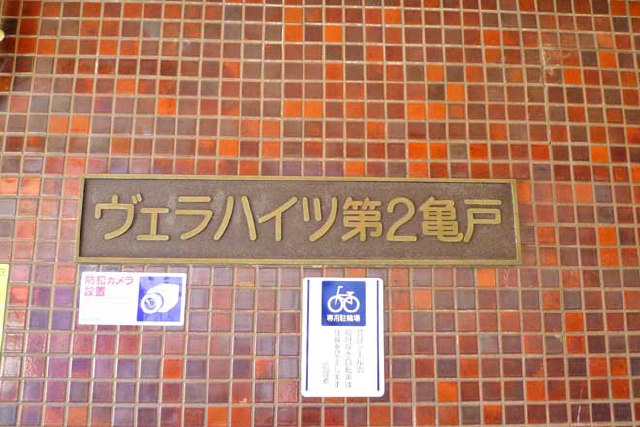 ヴェラハイツ第2亀戸
防犯カメラ
設置
専用駐輪場